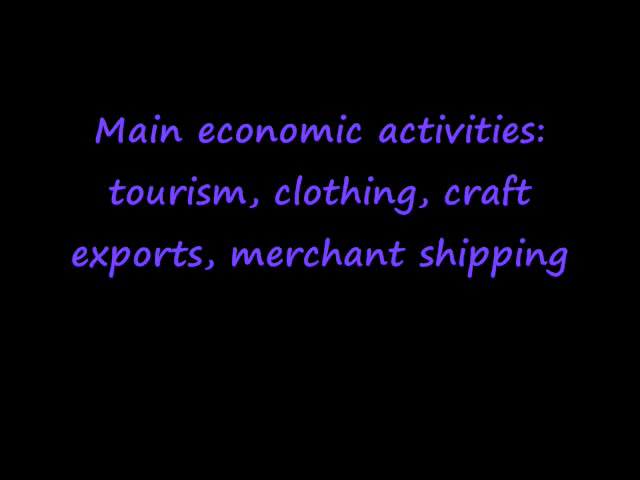 Main economic activities:
tourism, clothing, craft
exports, merchant shipping